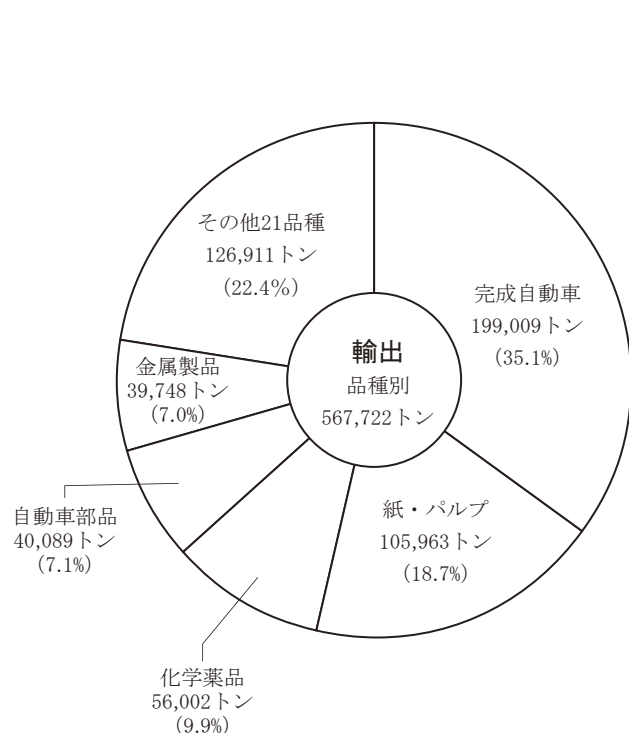 その他21品種
126,911トン
(22.4%)
完成自動車
199,009トン
(35.1%)
輸出
品種別
567,722トン
金属製品
39,748トン
(7.0%)
紙・パルプ
105,963トン
(18.7%)
自動車部品
40,089トン
(7.1%)
化学薬品
56,002トン
(9.9%)